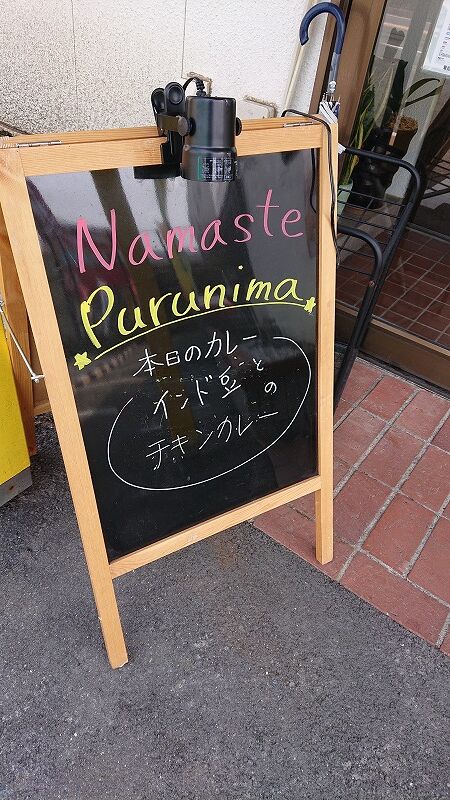 Namaste
Purunima
本日のカレー
インド豆と の
チキンカレー